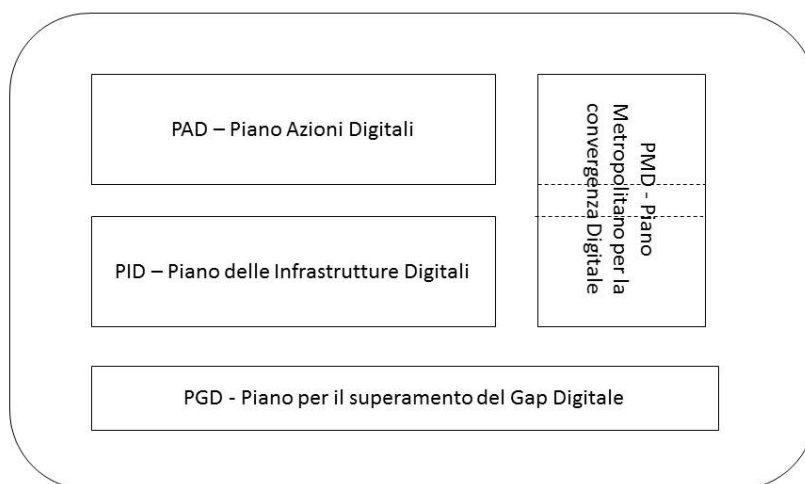 PAD – Piano Azioni Digitali
PID – Piano delle Infrastrutture Digitali
PMD - Piano
Metropolitano per la
convergenza Digitale
PGD - Piano per il superamento del Gap Digitale